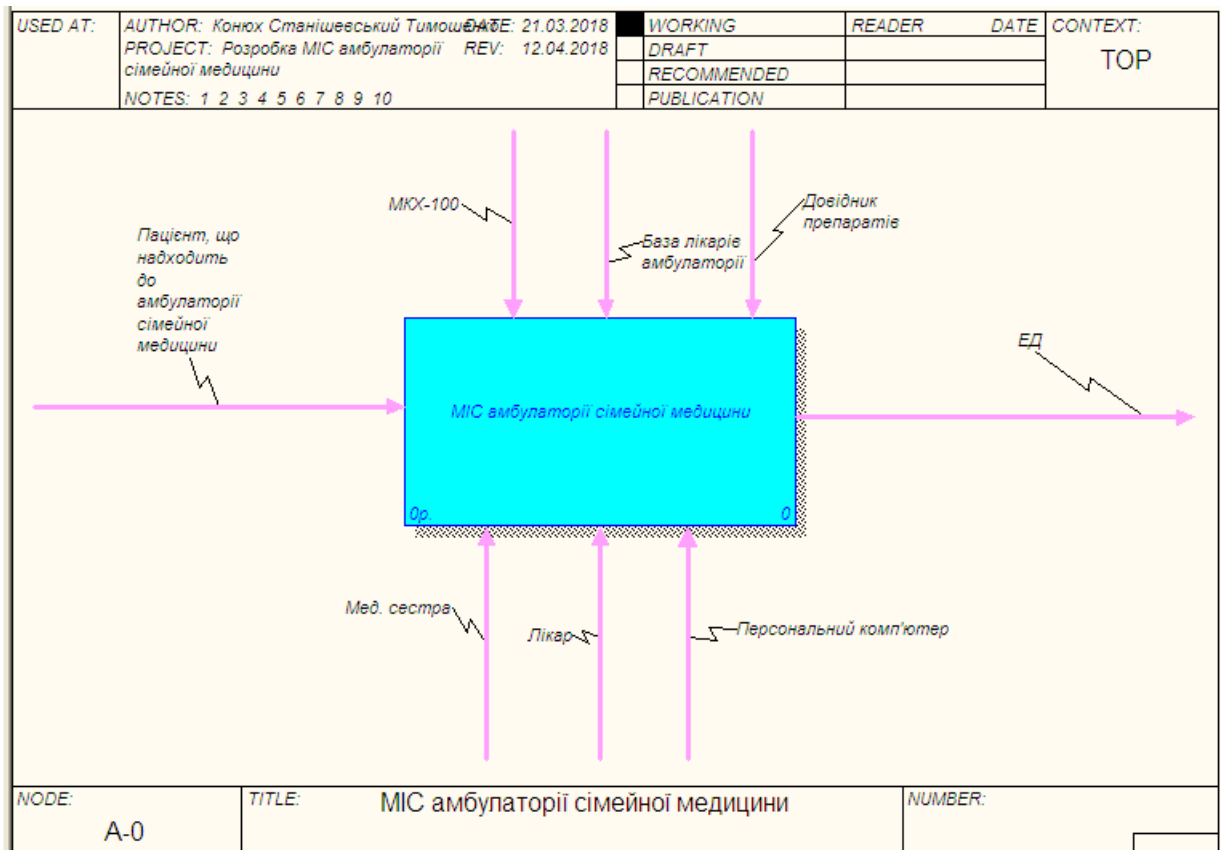 USED AT:
AUTHOR: Конюх Станішевський Тимошенко
DATE: 21.03.2018
PROJECT: Розробка МІС амбулаторії
REV: 12.04.2018
сімейної медицини
NOTES: 1 2 3 4 5 6 7 8 9 10
WORKING
DRAFT
RECOMMENDED
PUBLICATION
READER DATE
CONTEXT:
TOP
МКХ-100
База лікарів
амбулаторії
Довідник
препаратів
Пацієнт, що
надходить
до
амбулаторії
сімейної
медицини
ЕД
МІС амбулаторії сімейної медицини
0р. 0
Мед. сестра
Лікар
Персональний комп'ютер
NODE:
A-0
TITLE:
МІС амбулаторії сімейної медицини
NUMBER: